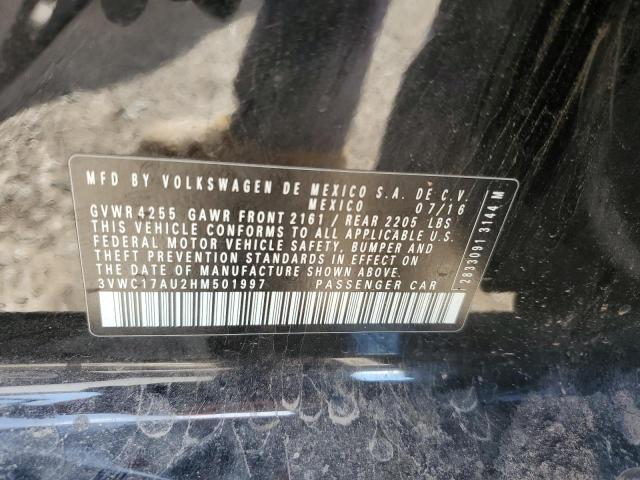 MFD BY VOLKSWAGEN DE MEXICO S.A. DE C.V.
MEXICO 07/16
GVWR 4255 GAWR FRONT 2161 / REAR 2205 LBS
THIS VEHICLE CONFORMS TO ALL APPLICABLE U.S.
FEDERAL MOTOR VEHICLE SAFETY, BUMPER AND
THEFT PREVENTION STANDARDS IN EFFECT ON
THE DATE OF MANUFACTURE SHOWN ABOVE.
3VWC17AU2HM501997 PASSENGER CAR
2833091 3144 M